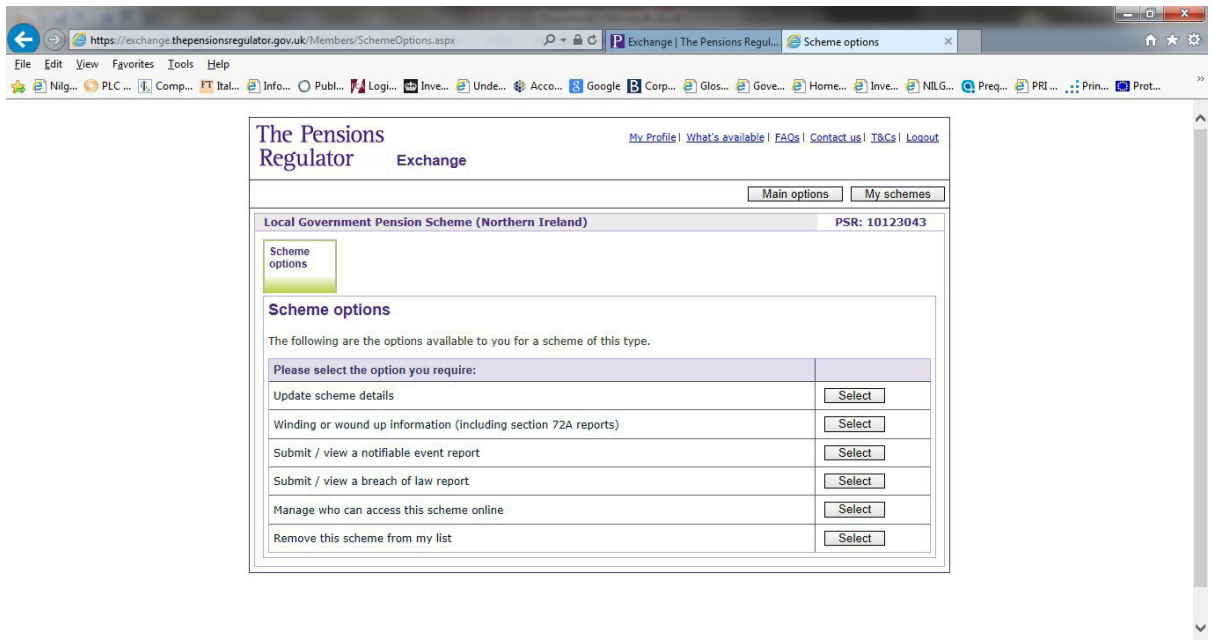 https://exchange.thepensionsregulator.gov.uk/Members/SchemeOptions.aspx
Exchange | The Pensions Regul...
Scheme options
File Edit View Favorites Tools Help
Nilg... PLC ... Comp... Ital... Info... Publ... Logi... Inve... Unde... Acco... Google Corp... Glos... Gove... Home... Inve... NILG... Preq... PRI ... Prin... Prot...
The Pensions
Regulator Exchange
My Profile | What's available | FAQs | Contact us | T&Cs | Logout
Main options My schemes
Local Government Pension Scheme (Northern Ireland) PSR: 10123043
Scheme
options
Scheme options
The following are the options available to you for a scheme of this type.
Please select the option you require:
Update scheme details Select
Winding or wound up information (including section 72A reports) Select
Submit / view a notifiable event report Select
Submit / view a breach of law report Select
Manage who can access this scheme online Select
Remove this scheme from my list Select